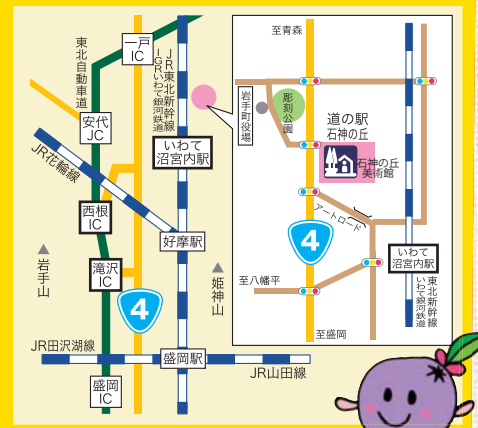 東北自動車道
一戸
IC
JR東北新幹線
IGRいわて銀河鉄道
安代
JC
いわて
沼宮内駅
JR花輪線
西根
IC
好摩駅
岩手山
滝沢
IC
姫神山
4
JR田沢湖線
盛岡駅
JR山田線
盛岡
IC
至青森
岩手町役場
彫刻
公園
道の駅
石神の丘
石神の丘
美術館
アートロード
4
いわて
沼宮内駅
至八幡平
東北新幹線
いわて銀河鉄道
至盛岡